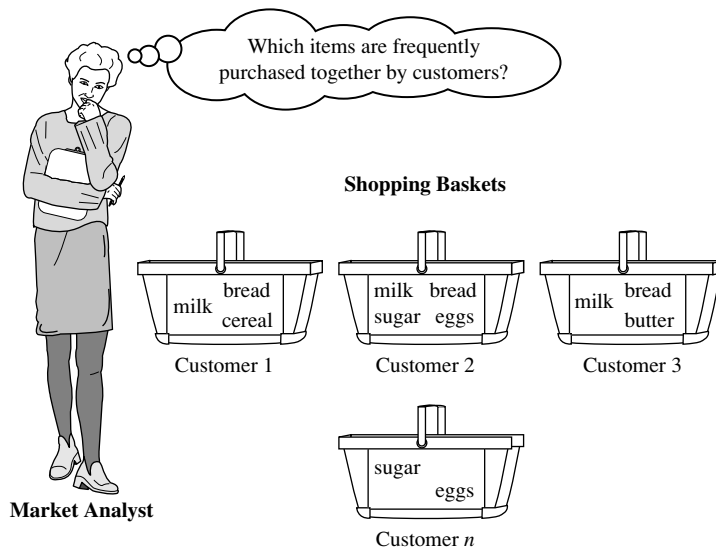 Which items are frequently
purchased together by customers?
Shopping Baskets
milk bread
cereal
Customer 1
milk bread
sugar eggs
Customer 2
milk bread
butter
Customer 3
sugar
eggs
Customer n
Market Analyst